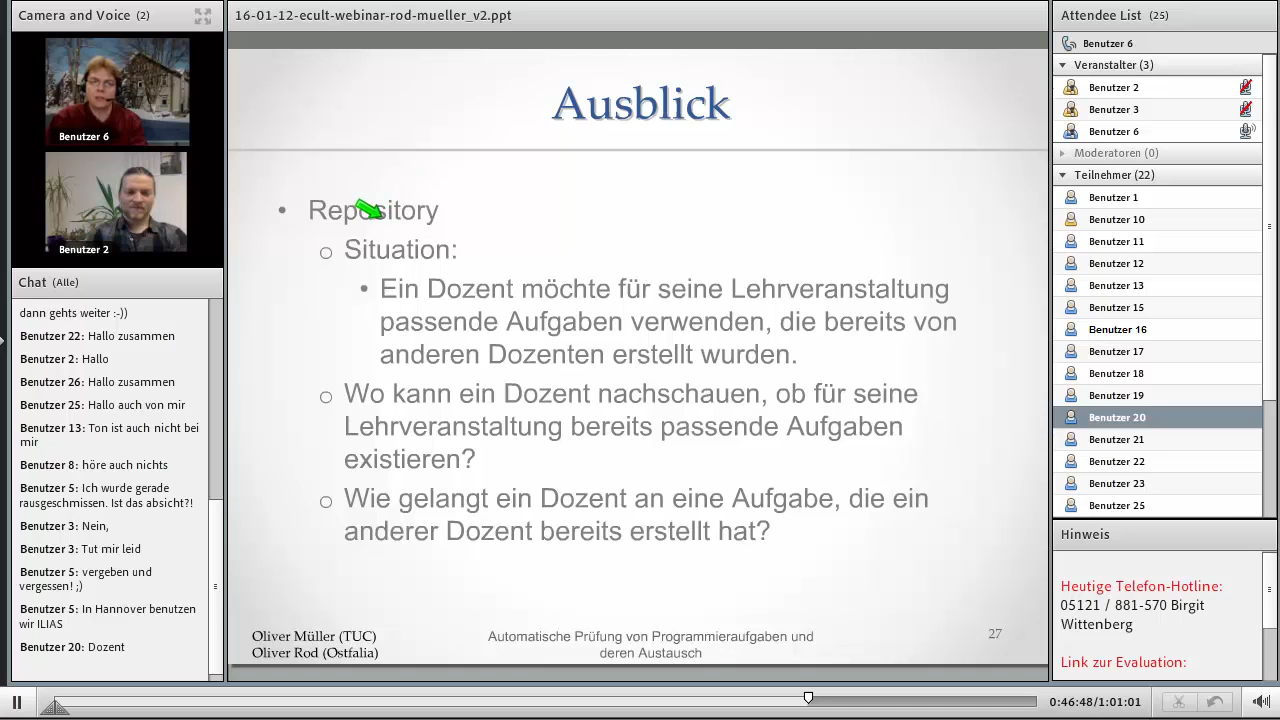 Camera and Voice (2)
Benutzer 6
Benutzer 2
Chat (Alle)
dann gehts weiter :-))
Benutzer 22: Hallo zusammen
Benutzer 2: Hallo
Benutzer 26: Hallo zusammen
Benutzer 25: Hallo auch von mir
Benutzer 13: Ton ist auch nicht bei
mir
Benutzer 8: höre auch nichts
Benutzer 5: Ich wurde gerade
rausgeschmissen. Ist das absicht?!
Benutzer 3: Nein,
Benutzer 3: Tut mir leid
Benutzer 5: vergeben und
vergessen! ;)
Benutzer 5: In Hannover benutzen
wir ILIAS
Benutzer 20: Dozent
16-01-12-ecult-webinar-rod-mueller_v2.ppt
Ausblick
• Repository
o Situation:
• Ein Dozent möchte für seine Lehrveranstaltung
passende Aufgaben verwenden, die bereits von
anderen Dozenten erstellt wurden.
o Wo kann ein Dozent nachschauen, ob für seine
Lehrveranstaltung bereits passende Aufgaben
existieren?
o Wie gelangt ein Dozent an eine Aufgabe, die ein
anderer Dozent bereits erstellt hat?
Oliver Müller (TUC)
Oliver Rod (Ostfalia)
Automatische Prüfung von Programmieraufgaben und
deren Austausch
27
Attendee List (25)
Benutzer 6
Veranstalter (3)
Benutzer 2
Benutzer 3
Benutzer 6
Moderatoren (0)
Teilnehmer (22)
Benutzer 1
Benutzer 10
Benutzer 11
Benutzer 12
Benutzer 13
Benutzer 15
Benutzer 16
Benutzer 17
Benutzer 18
Benutzer 19
Benutzer 20
Benutzer 21
Benutzer 22
Benutzer 23
Benutzer 25
Hinweis
Heutige Telefon-Hotline:
05121 / 881-570 Birgit
Wittenberg
Link zur Evaluation:
0:46:48/1:01:01